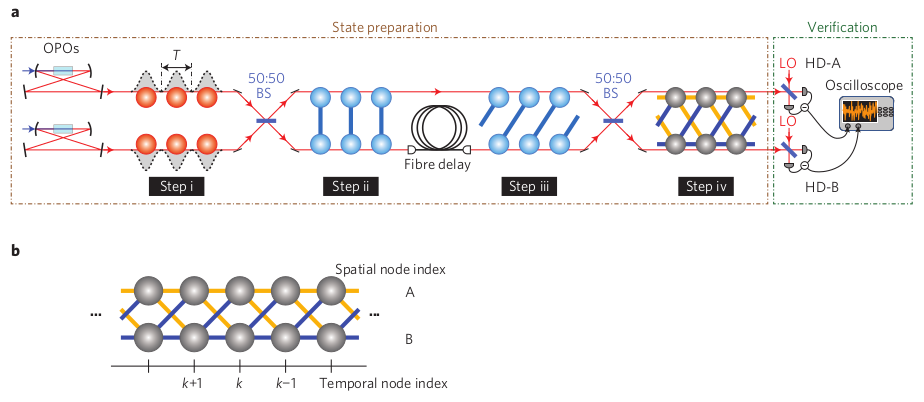 a
State preparation
Verification
OPOs
T
50:50
BS
50:50
BS
LO
HD-A
Oscilloscope
LO
Fibre delay
HD-B
Step i
Step ii
Step iii
Step iv
b
Spatial node index
A
...
...
B
k+1
k
k−1
Temporal node index